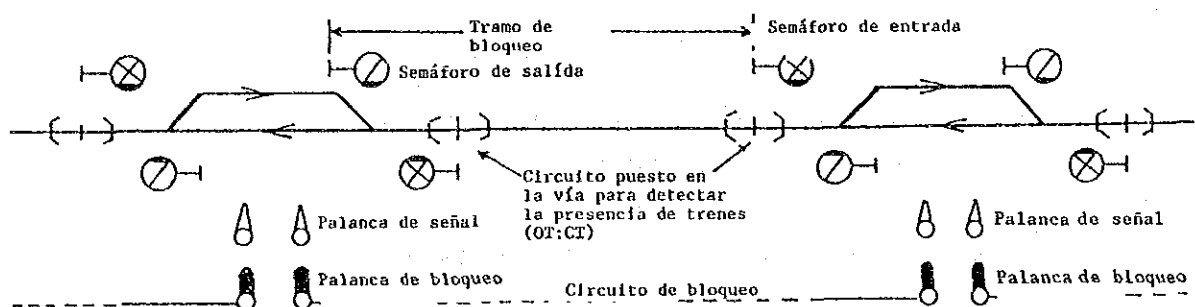 Tramo de
bloqueo
Semáforo de entrada
Semáforo de salída
Circuito puesto en
la vía para detectar
la presencia de trenes
(OT:CT)
Palanca de señal
Palanca de señal
Palanca de bloqueo
Circuito de bloqueo
Palanca de bloqueo